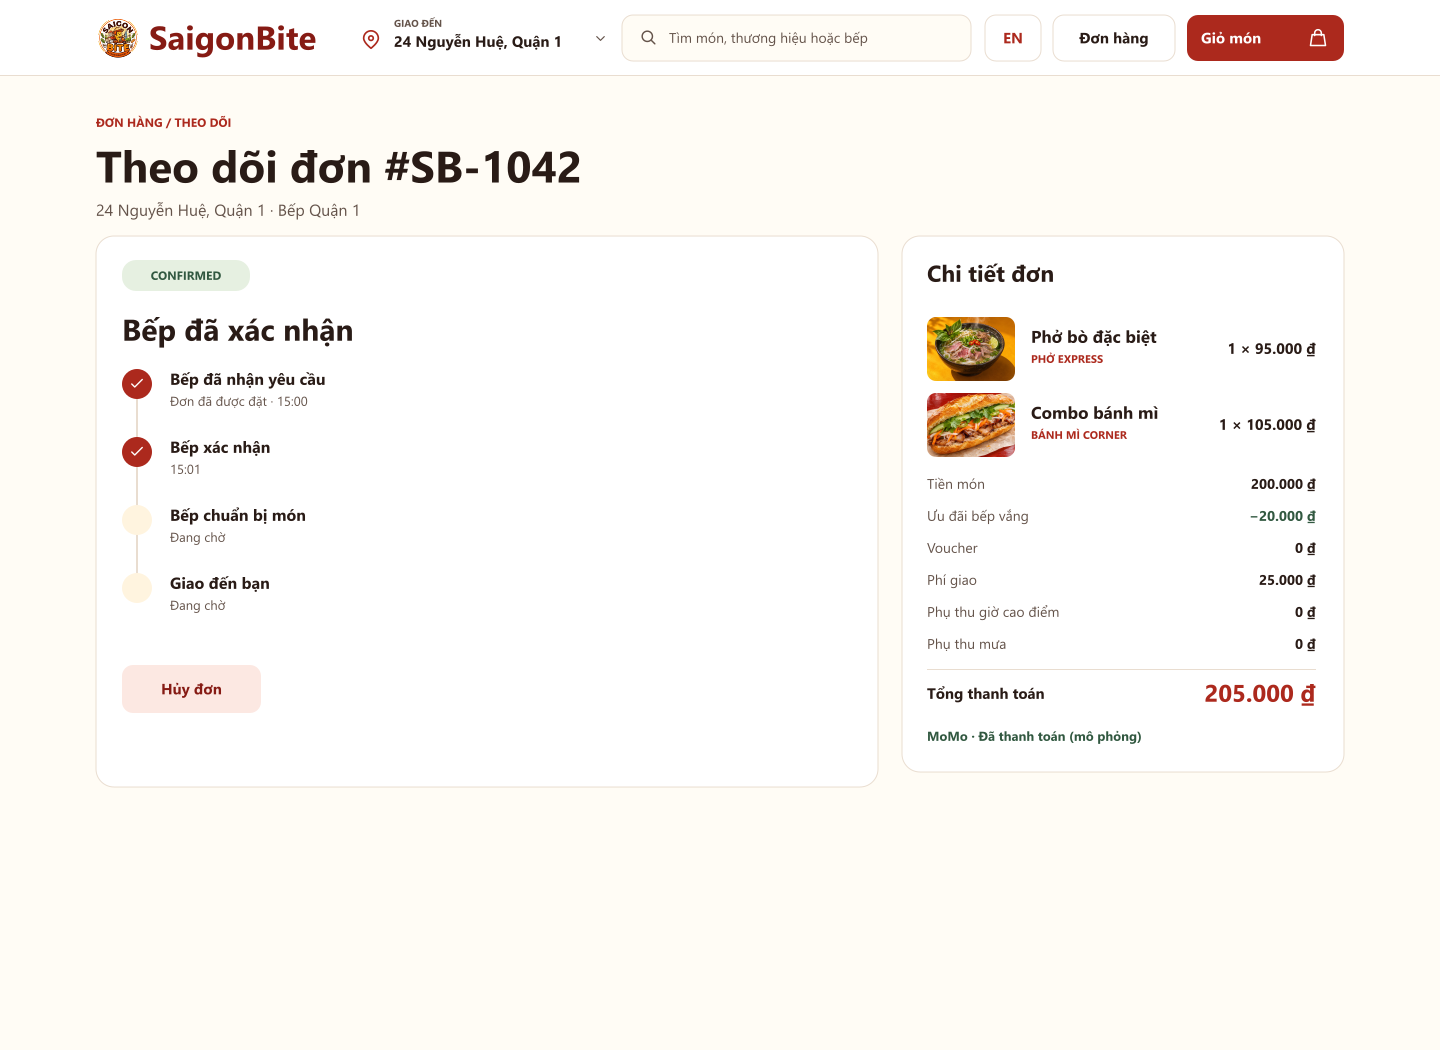 SAIGON
BITE
SaigonBite
GIAO ĐẾN
24 Nguyễn Huệ, Quận 1
Tìm món, thương hiệu hoặc bếp
EN
Đơn hàng
Giỏ món
ĐƠN HÀNG / THEO DÕI
Theo dõi đơn #SB-1042
24 Nguyễn Huệ, Quận 1 · Bếp Quận 1
CONFIRMED
Bếp đã xác nhận
Bếp đã nhận yêu cầu
Đơn đã được đặt · 15:00
Bếp xác nhận
15:01
Bếp chuẩn bị món
Đang chờ
Giao đến bạn
Đang chờ
Hủy đơn
Chi tiết đơn
Phở bò đặc biệt
PHỞ EXPRESS
1 × 95.000 ₫
Combo bánh mì
BÁNH MÌ CORNER
1 × 105.000 ₫
Tiền món 200.000 ₫
Ưu đãi bếp vắng −20.000 ₫
Voucher 0 ₫
Phí giao 25.000 ₫
Phụ thu giờ cao điểm 0 ₫
Phụ thu mưa 0 ₫
Tổng thanh toán 205.000 ₫
MoMo · Đã thanh toán (mô phỏng)